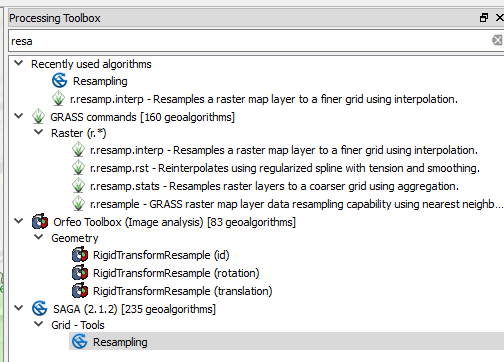 Processing Toolbox
resa
Recently used algorithms
Resampling
r.resamp.interp - Resamples a raster map layer to a finer grid using interpolation.
GRASS commands [160 geoalgorithms]
Raster (r.*)
r.resamp.interp - Resamples a raster map layer to a finer grid using interpolation.
r.resamp.rst - Reinterpolates using regularized spline with tension and smoothing.
r.resamp.stats - Resamples raster layers to a coarser grid using aggregation.
r.resample - GRASS raster map layer data resampling capability using nearest neighb...
Orfeo Toolbox (Image analysis) [83 geoalgorithms]
Geometry
RigidTransformResample (id)
RigidTransformResample (rotation)
RigidTransformResample (translation)
SAGA (2.1.2) [235 geoalgorithms]
Grid - Tools
Resampling